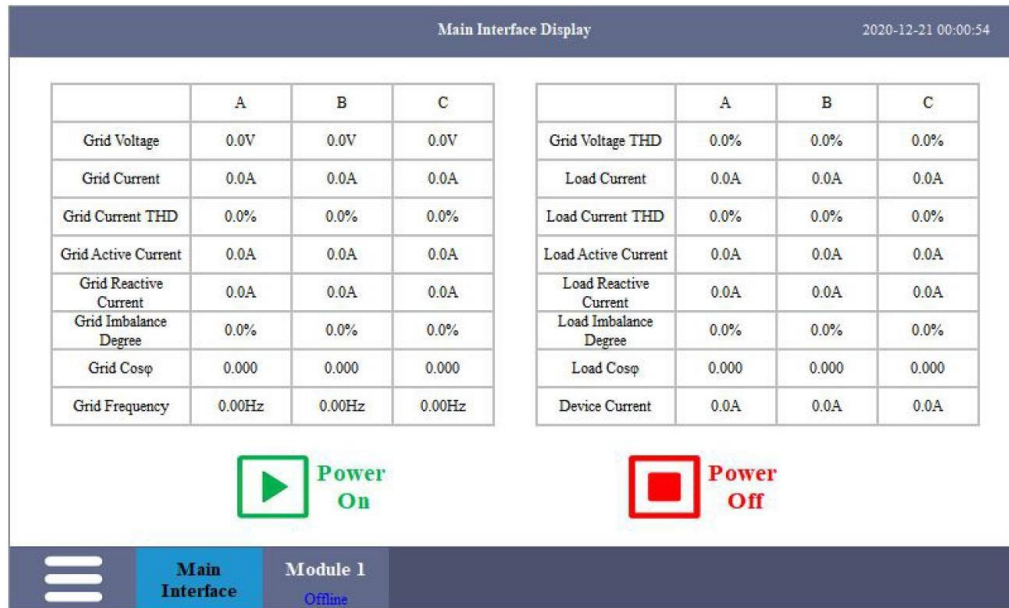 Main Interface Display
2020-12-21 00:00:54
A B C
Grid Voltage 0.0V 0.0V 0.0V
Grid Current 0.0A 0.0A 0.0A
Grid Current THD 0.0% 0.0% 0.0%
Grid Active Current 0.0A 0.0A 0.0A
Grid Reactive
Current 0.0A 0.0A 0.0A
Grid Imbalance
Degree 0.0% 0.0% 0.0%
Grid Cosφ 0.000 0.000 0.000
Grid Frequency 0.00Hz 0.00Hz 0.00Hz
A B C
Grid Voltage THD 0.0% 0.0% 0.0%
Load Current 0.0A 0.0A 0.0A
Load Current THD 0.0% 0.0% 0.0%
Load Active Current 0.0A 0.0A 0.0A
Load Reactive
Current 0.0A 0.0A 0.0A
Load Imbalance
Degree 0.0% 0.0% 0.0%
Load Cosφ 0.000 0.000 0.000
Device Current 0.0A 0.0A 0.0A
Power
On
Power
Off
Main
Interface
Module 1
Offline